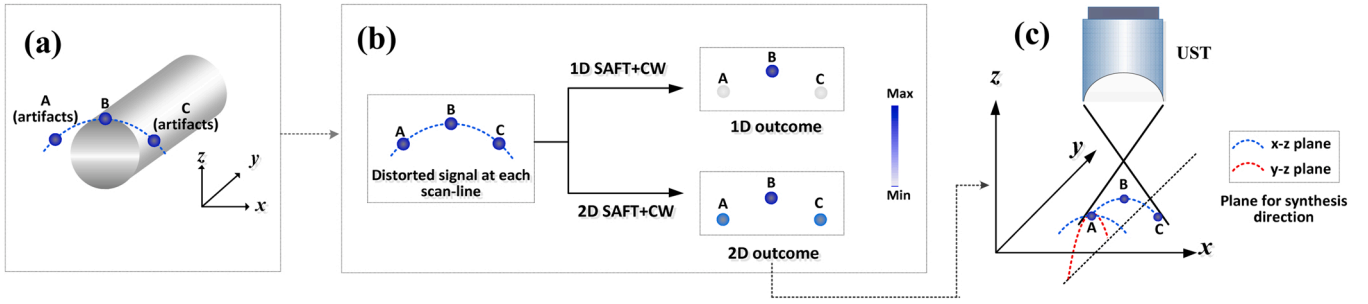 (a)
A
(artifacts)
B
C
(artifacts)
z
y
x
(b)
A
B
C
Distorted signal at each
scan-line
1D SAFT+CW
2D SAFT+CW
A
B
C
1D outcome
A
B
C
2D outcome
Max
Min
(c)
UST
z
y
x
A
B
C
x-z plane
y-z plane
Plane for synthesis
direction